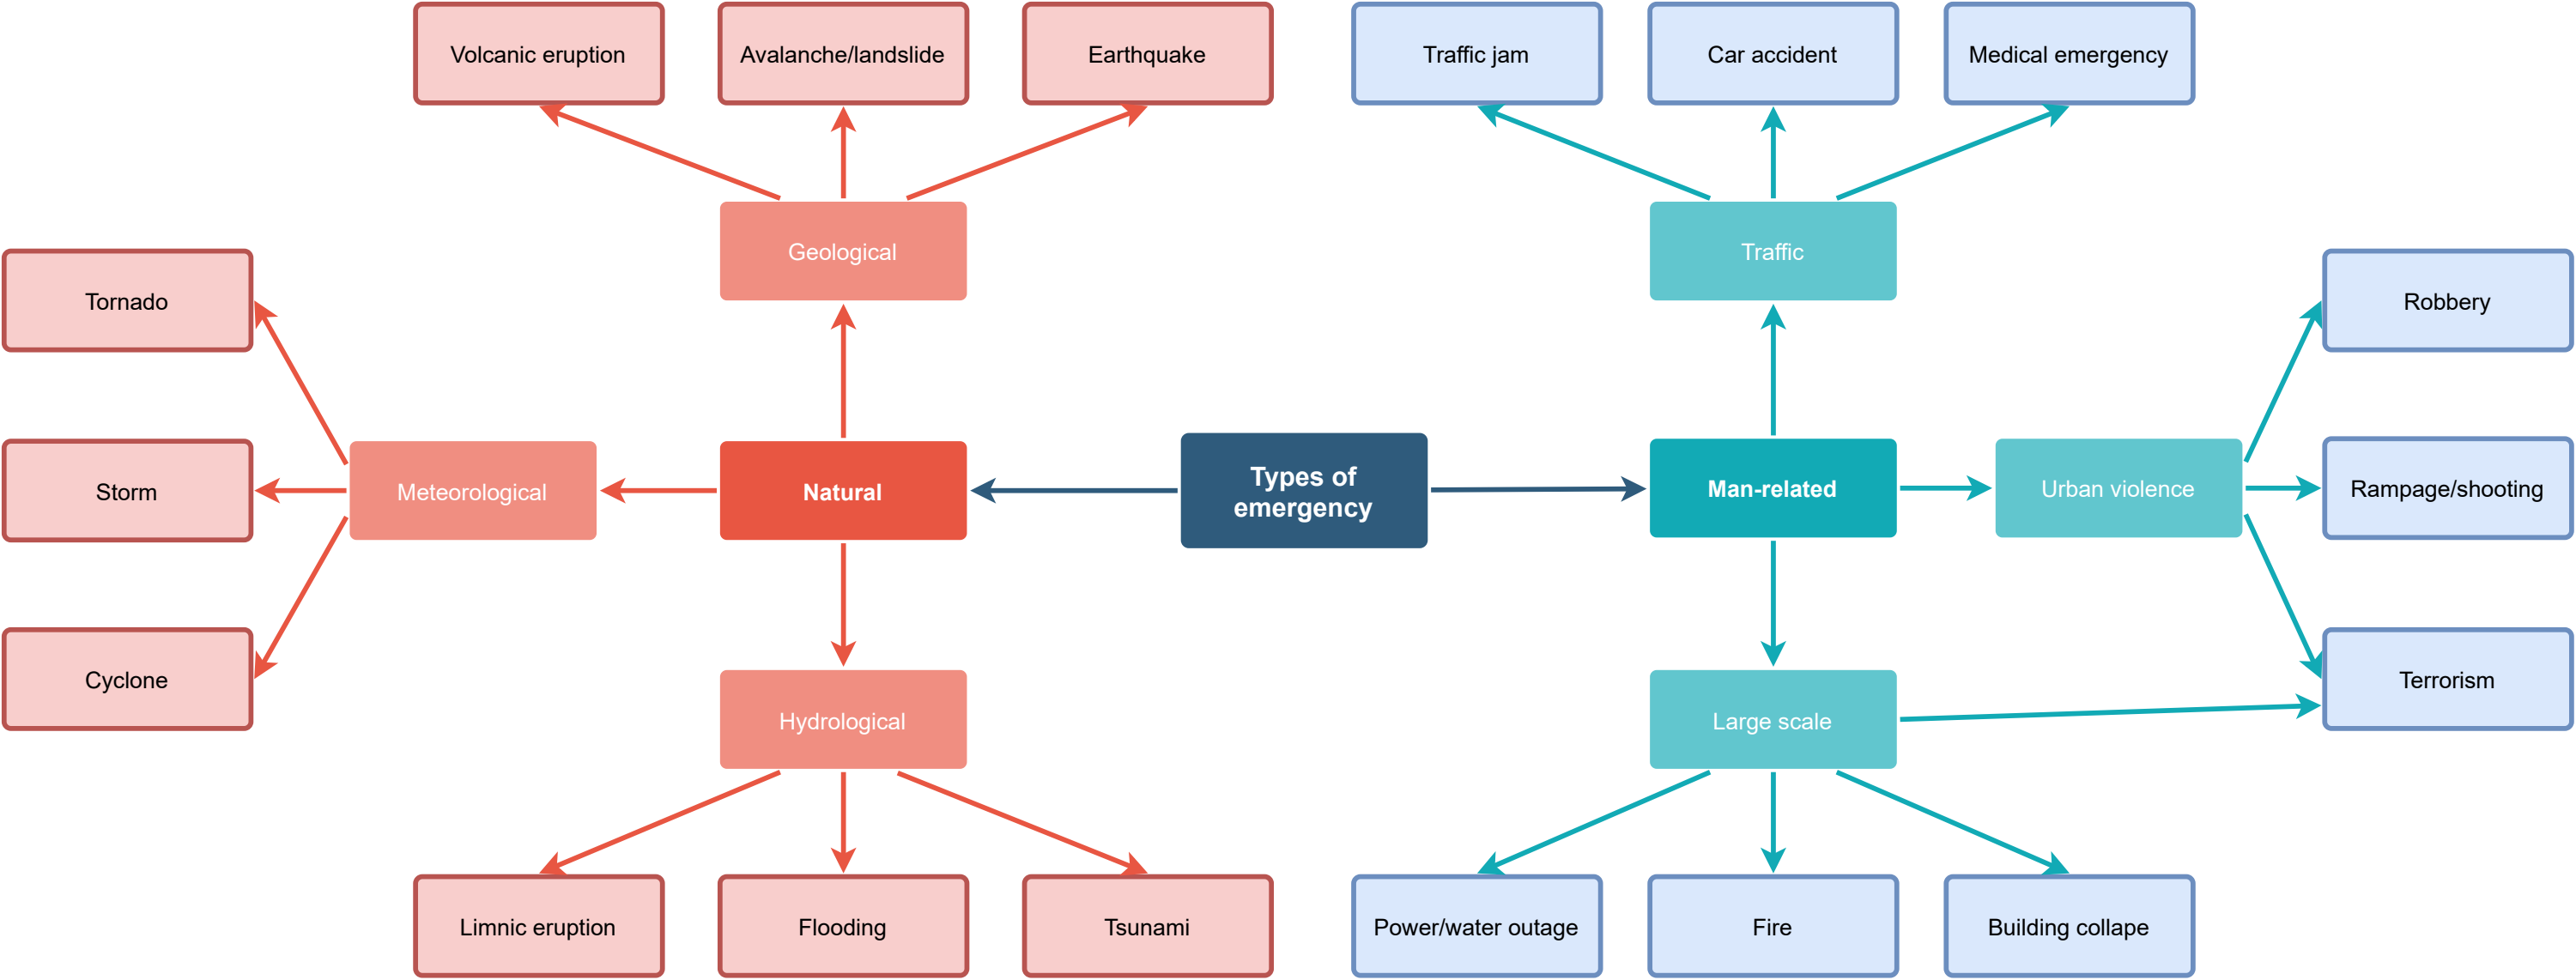 Volcanic eruption
Avalanche/landslide
Earthquake
Traffic jam
Car accident
Medical emergency
Geological
Traffic
Tornado
Robbery
Storm
Meteorological
Natural
Types of
emergency
Man-related
Urban violence
Rampage/shooting
Cyclone
Terrorism
Hydrological
Large scale
Limnic eruption
Flooding
Tsunami
Power/water outage
Fire
Building collape